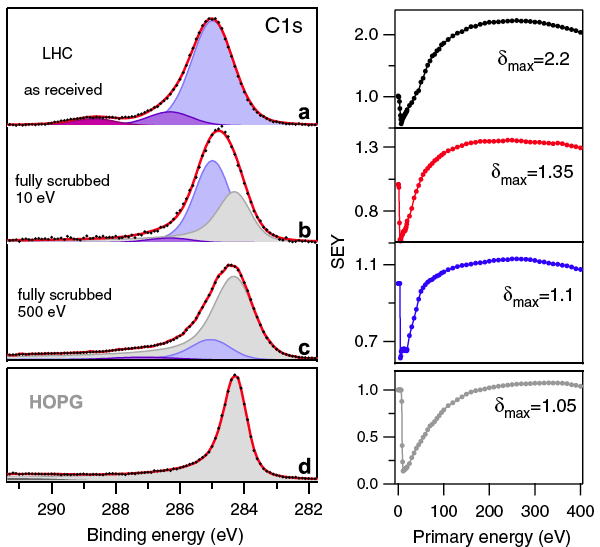 C1s
LHC
as received
a
fully scrubbed
10 eV
b
fully scrubbed
500 eV
c
HOPG
d
290 288 286 284 282
Binding energy (eV)
SEY
2.0
1.0
δmax=2.2
1.3
0.8
δmax=1.35
1.1
0.7
δmax=1.1
1.0
0.5
0.0
δmax=1.05
0 100 200 300 400
Primary energy (eV)